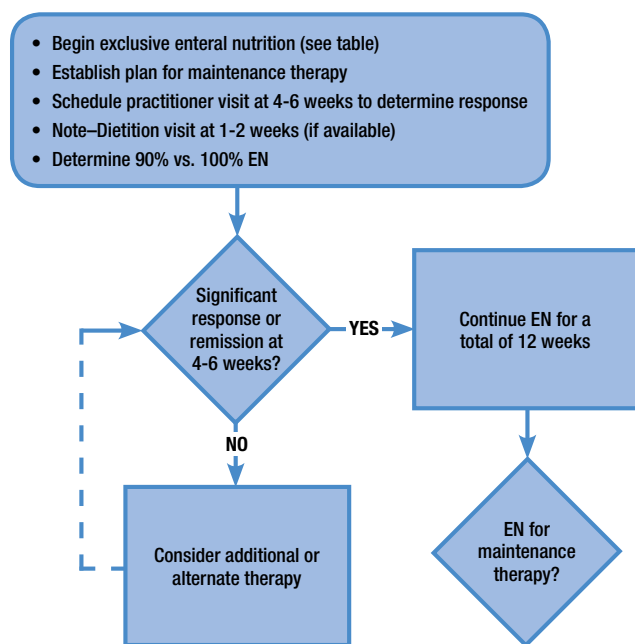 • Begin exclusive enteral nutrition (see table)
• Establish plan for maintenance therapy
• Schedule practitioner visit at 4-6 weeks to determine response
• Note–Dietition visit at 1-2 weeks (if available)
• Determine 90% vs. 100% EN
Significant
response or
remission at
4-6 weeks?
YES
Continue EN for a
total of 12 weeks
NO
Consider additional or
alternate therapy
EN for
maintenance
therapy?